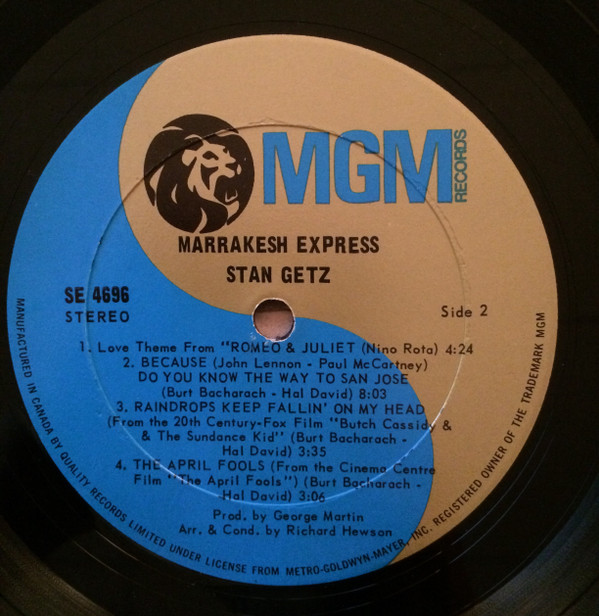 MGM
RECORDS
MARRAKESH EXPRESS
STAN GETZ
SE 4696
STEREO
Side 2
1. Love Theme From "ROMEO & JULIET (Nino Rota) 4:24
2. BECAUSE (John Lennon - Paul McCartney)
DO YOU KNOW THE WAY TO SAN JOSE
(Burt Bacharach - Hal David) 8:03
3. RAINDROPS KEEP FALLIN' ON MY HEAD
(From the 20th Century-Fox Film "Butch Cassidy &
& The Sundance Kid" (Burt Bacharach -
Hal David) 3:35
4. THE APRIL FOOLS (From the Cinema Centre
Film "The April Fools") (Burt Bacharach -
Hal David) 3:06
Prod. by George Martin
Arr. & Cond. by Richard Hewson
MANUFACTURED IN CANADA BY QUALITY RECORDS LIMITED UNDER LICENSE FROM METRO-GOLDWYN-MAYER, INC. REGISTERED OWNER OF THE TRADEMARK MGM